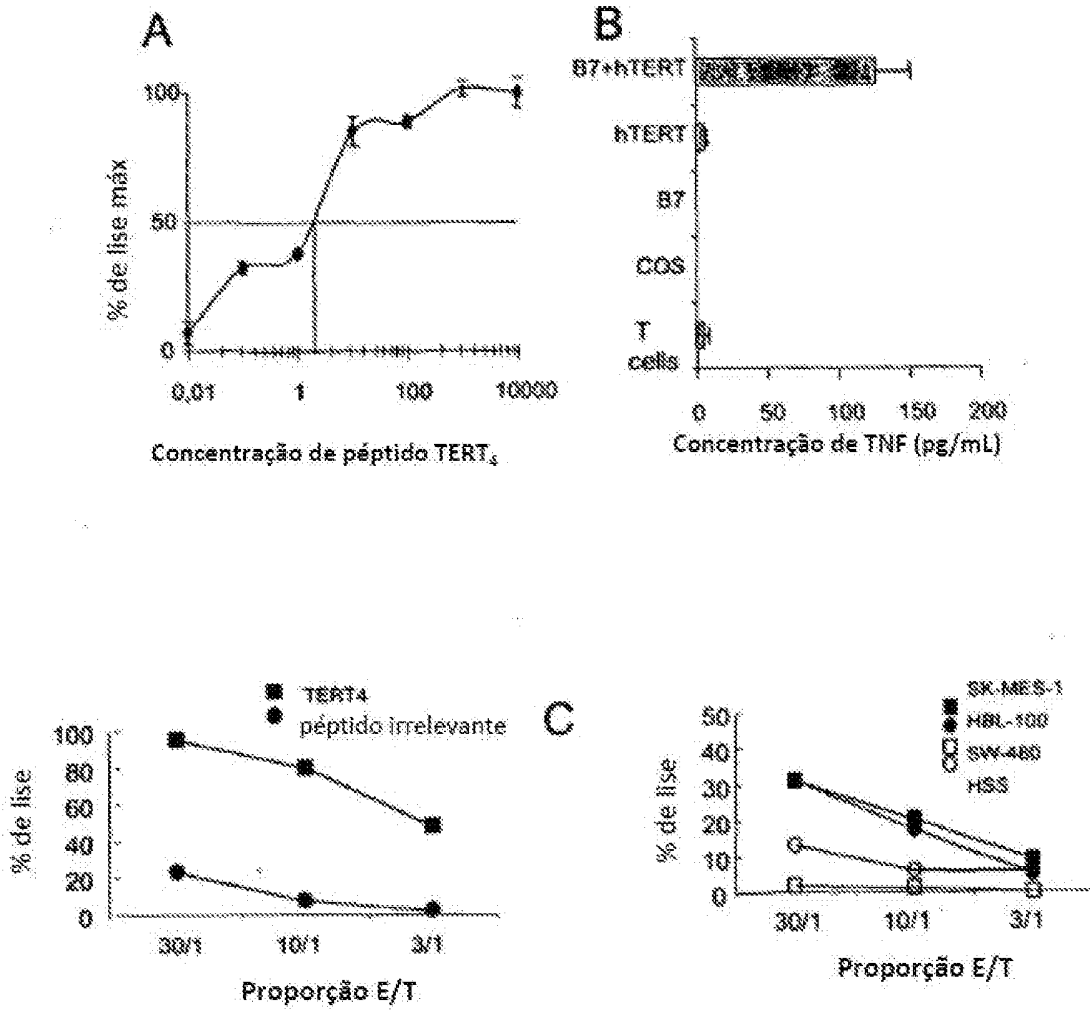 A
% de lise máx
100
50
0
0,01
1
100
10000
Concentração de péptido TERT₄
B
B7+hTERT
hTERT
B7
COS
T
cells
0
50
100
150
200
Concentração de TNF (pg/mL)
TERT4
péptido irrelevante
% de lise
100
80
60
40
20
0
30/1
10/1
3/1
Proporção E/T
C
SK-MES-1
HBL-100
SW-480
HSS
% de lise
50
40
30
20
10
0
30/1
10/1
3/1
Proporção E/T